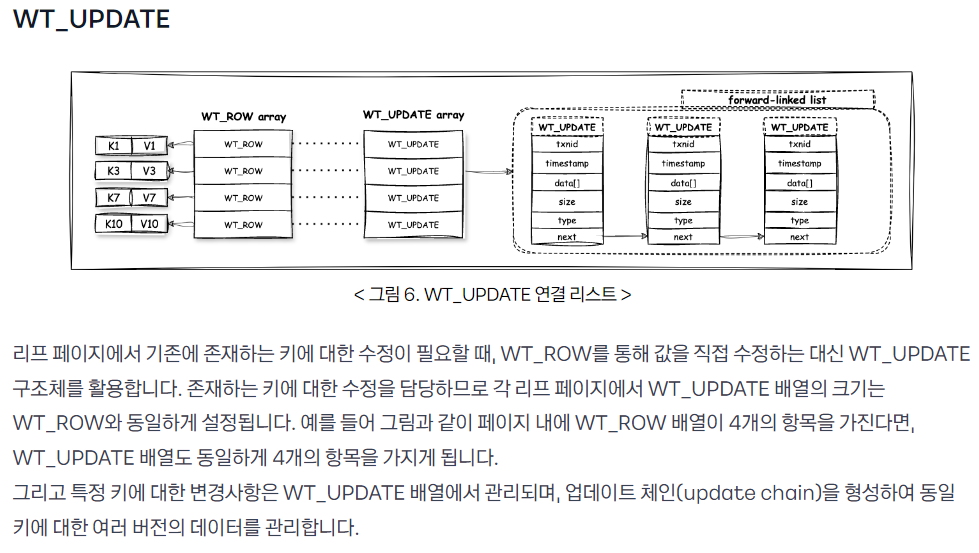 WT_UPDATE
forward-linked list
WT_ROW array
WT_UPDATE array
K1 V1
K3 V3
K7 V7
K10 V10
WT_ROW
WT_ROW
WT_ROW
WT_ROW
WT_UPDATE
WT_UPDATE
WT_UPDATE
WT_UPDATE
WT_UPDATE
txnid
timestamp
data[]
size
type
next
WT_UPDATE
txnid
timestamp
data[]
size
type
next
WT_UPDATE
txnid
timestamp
data[]
size
type
next
< 그림 6. WT_UPDATE 연결 리스트 >
리프 페이지에서 기존에 존재하는 키에 대한 수정이 필요할 때, WT_ROW를 통해 값을 직접 수정하는 대신 WT_UPDATE
구조체를 활용합니다. 존재하는 키에 대한 수정을 담당하므로 각 리프 페이지에서 WT_UPDATE 배열의 크기는
WT_ROW와 동일하게 설정됩니다. 예를 들어 그림과 같이 페이지 내에 WT_ROW 배열이 4개의 항목을 가진다면,
WT_UPDATE 배열도 동일하게 4개의 항목을 가지게 됩니다.
그리고 특정 키에 대한 변경사항은 WT_UPDATE 배열에서 관리되며, 업데이트 체인(update chain)을 형성하여 동일
키에 대한 여러 버전의 데이터를 관리합니다.